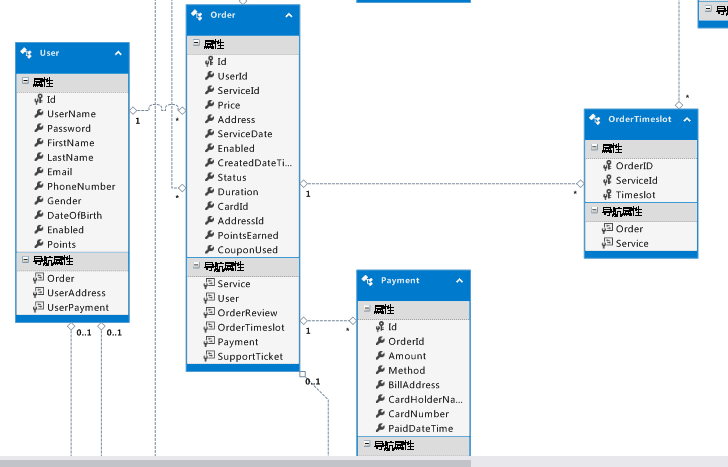 User
属性
Id
UserName
Password
FirstName
LastName
Email
PhoneNumber
Gender
DateOfBirth
Enabled
Points
导航属性
Order
UserAddress
UserPayment
0..1
0..1
1
*
*
Order
属性
Id
UserId
ServiceId
Price
Address
ServiceDate
Enabled
CreatedDateTi...
Status
Duration
CardId
AddressId
PointsEarned
CouponUsed
导航属性
Service
User
OrderReview
OrderTimeslot
Payment
SupportTicket
0..1
1
*
1
*
Payment
属性
Id
OrderId
Amount
Method
BillAddress
CardHolderNa...
CardNumber
PaidDateTime
导航属性
*
OrderTimeslot
属性
OrderID
ServiceId
Timeslot
导航属性
Order
Service